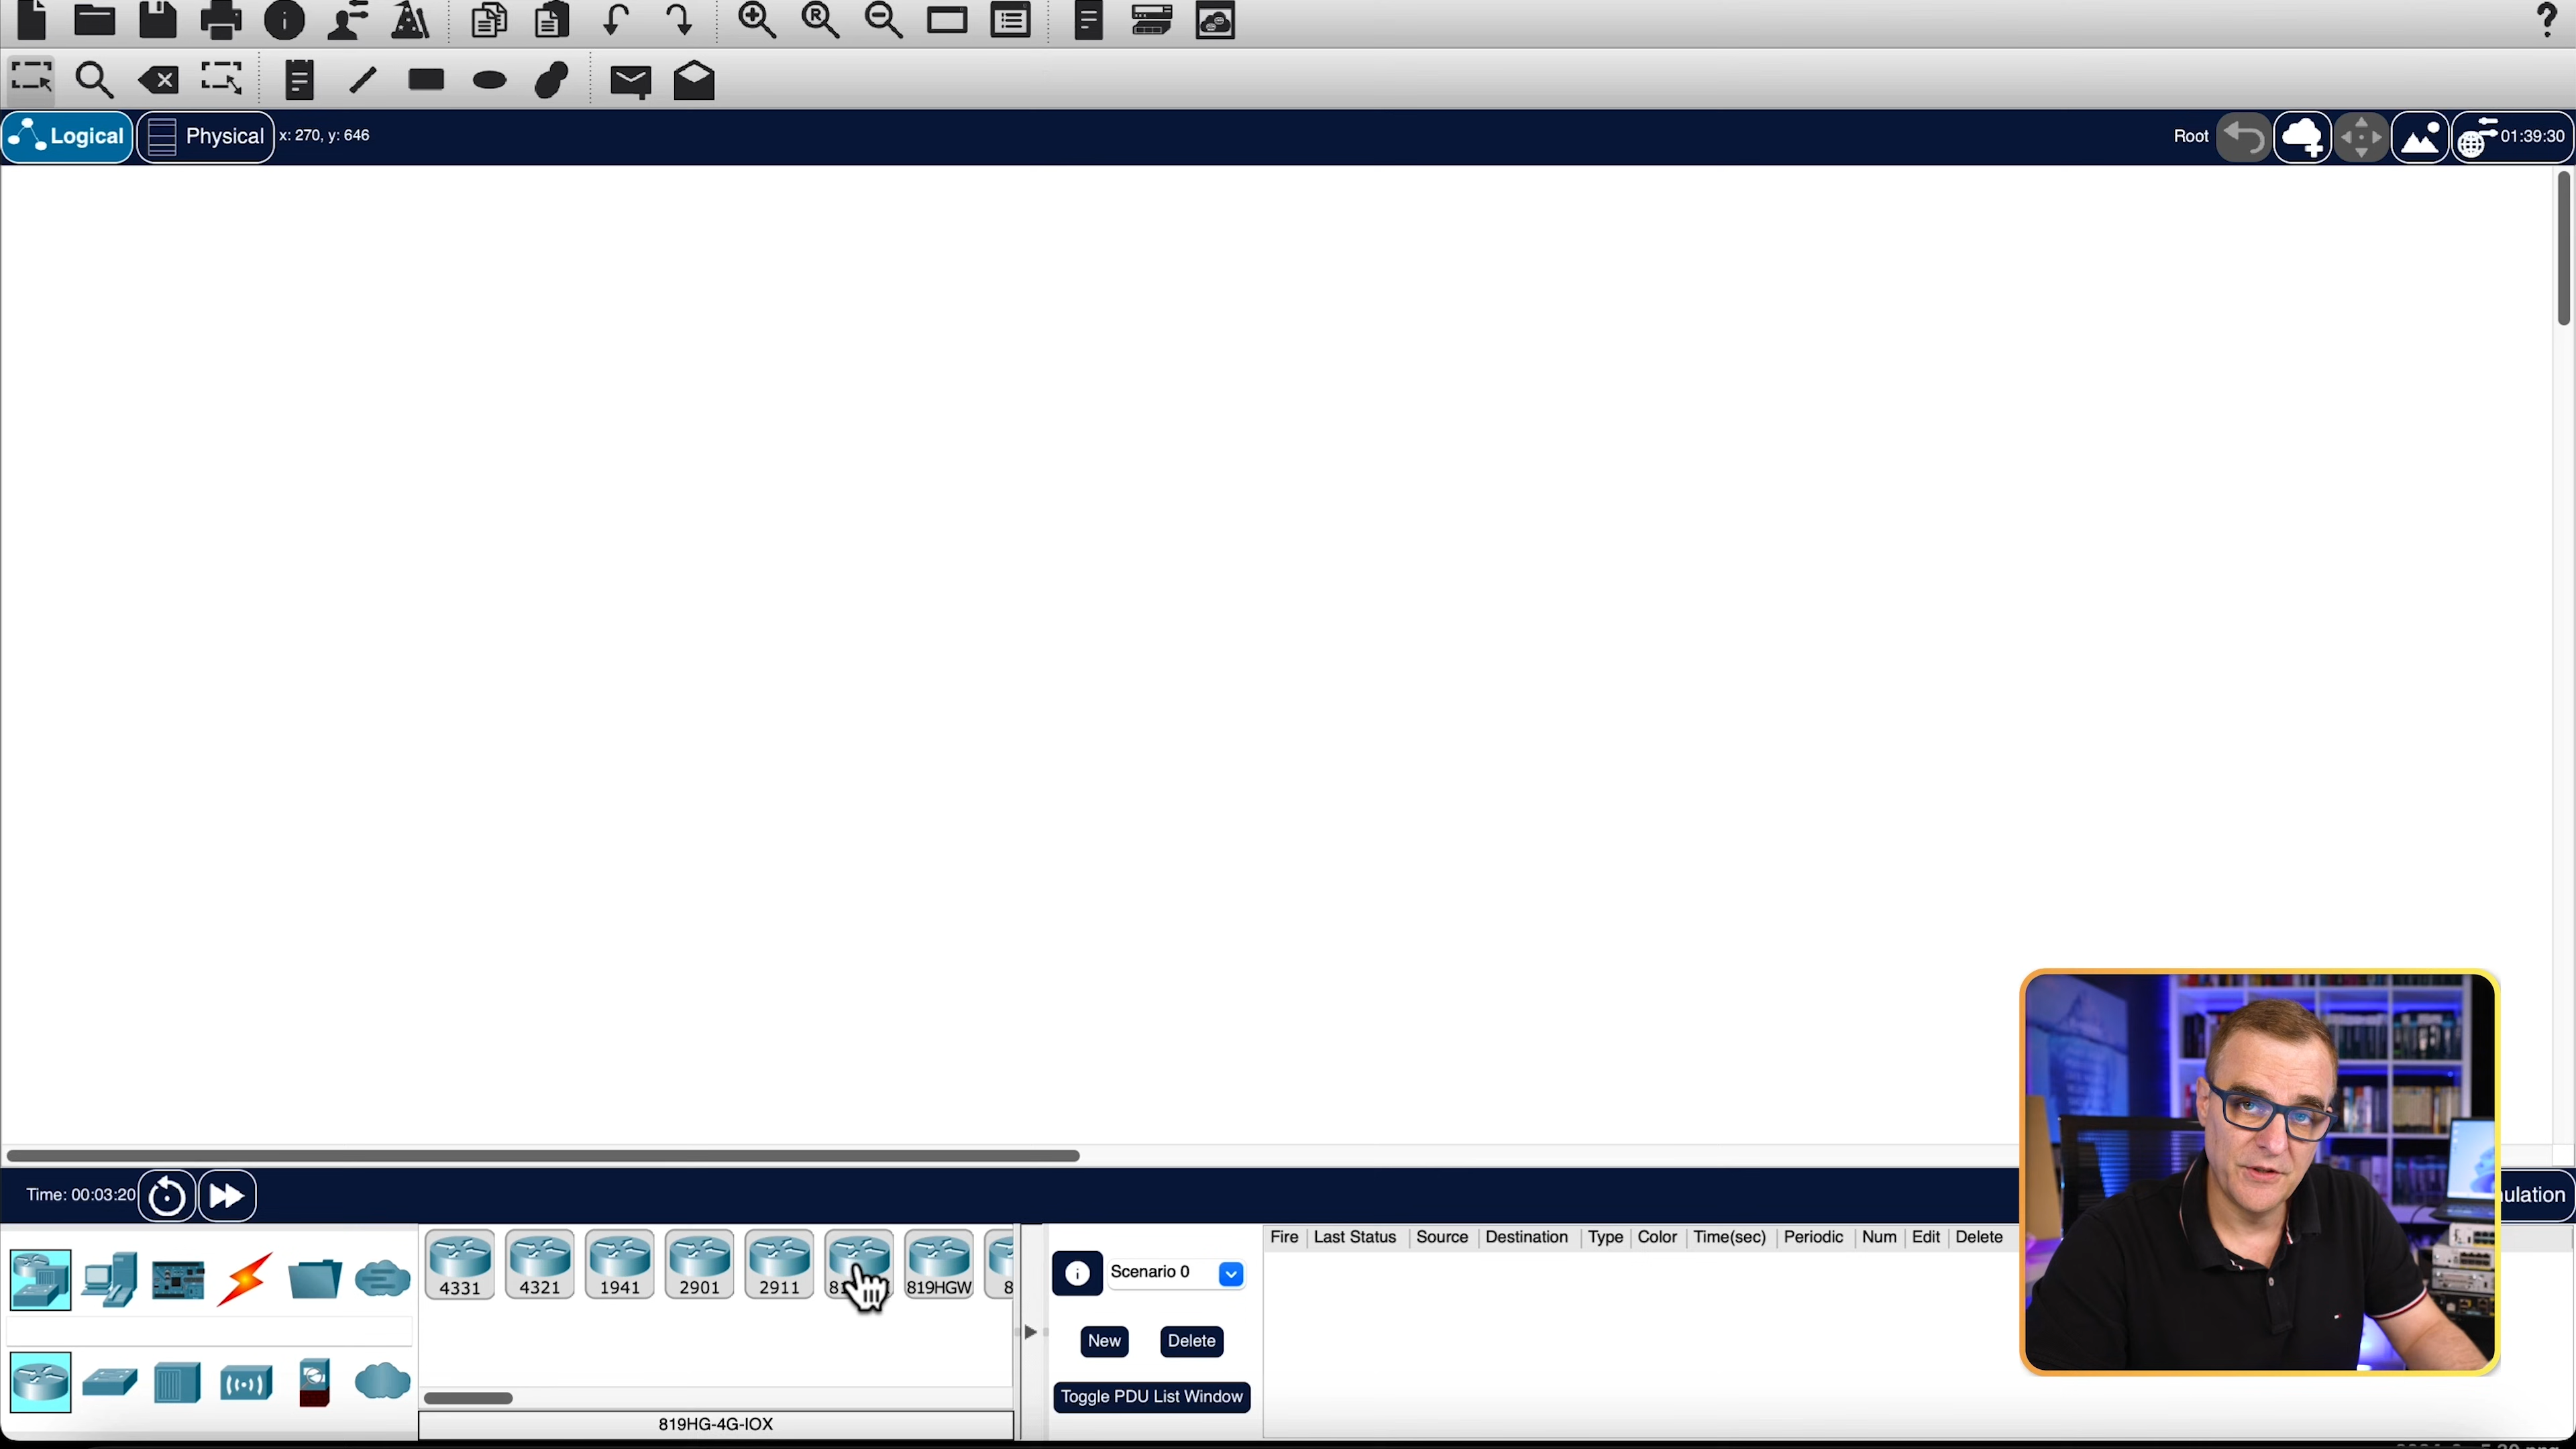 Logical
Physical
x: 270, y: 646
Root
01:39:30
Time: 00:03:20
ulation
4331
4321
1941
2901
2911
819HGW
8
Fire
Last Status
Source
Destination
Type
Color
Time(sec)
Periodic
Num
Edit
Delete
Scenario 0
New
Delete
Toggle PDU List Window
819HG-4G-IOX